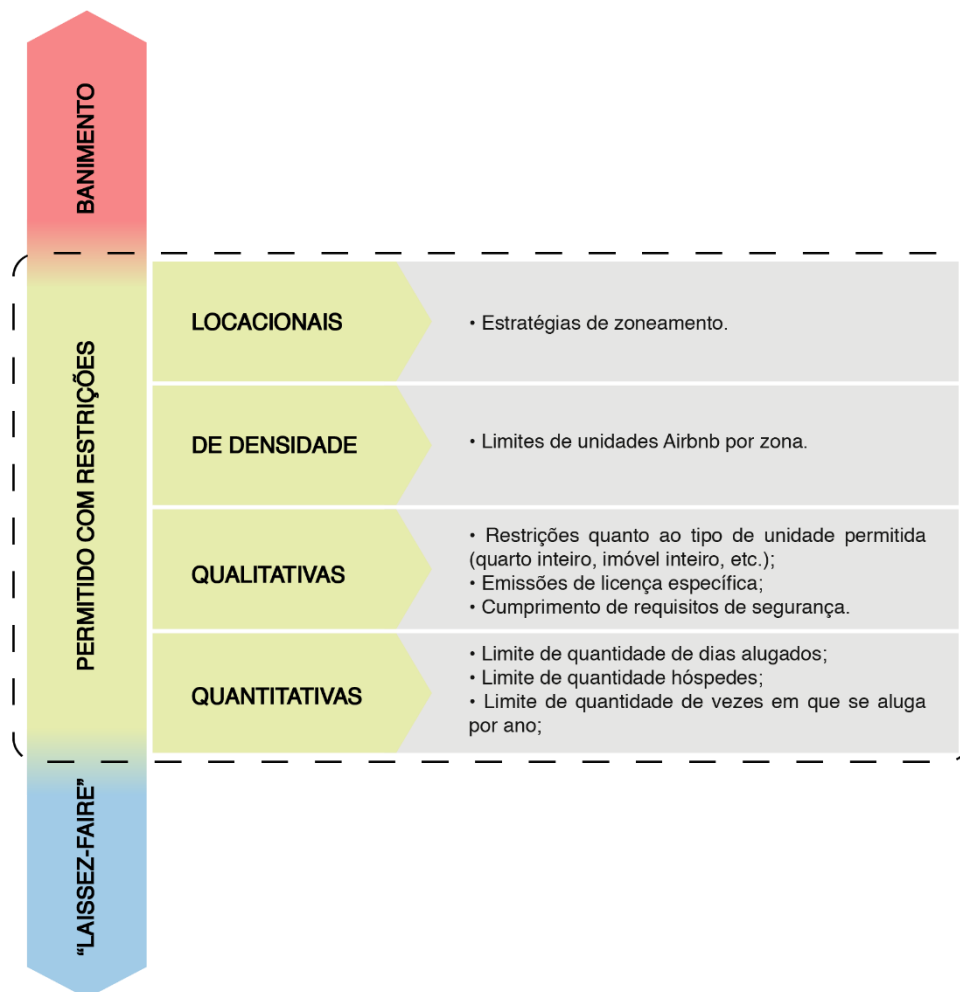 BANIMENTO
PERMITIDO COM RESTRIÇÕES
LOCACIONAIS
• Estratégias de zoneamento.
DE DENSIDADE
• Limites de unidades Airbnb por zona.
QUALITATIVAS
• Restrições quanto ao tipo de unidade permitida
(quarto inteiro, imóvel inteiro, etc.);
• Emissões de licença específica;
• Cumprimento de requisitos de segurança.
QUANTITATIVAS
• Limite de quantidade de dias alugados;
• Limite de quantidade hóspedes;
• Limite de quantidade de vezes em que se aluga
por ano;
“LAISSEZ-FAIRE”